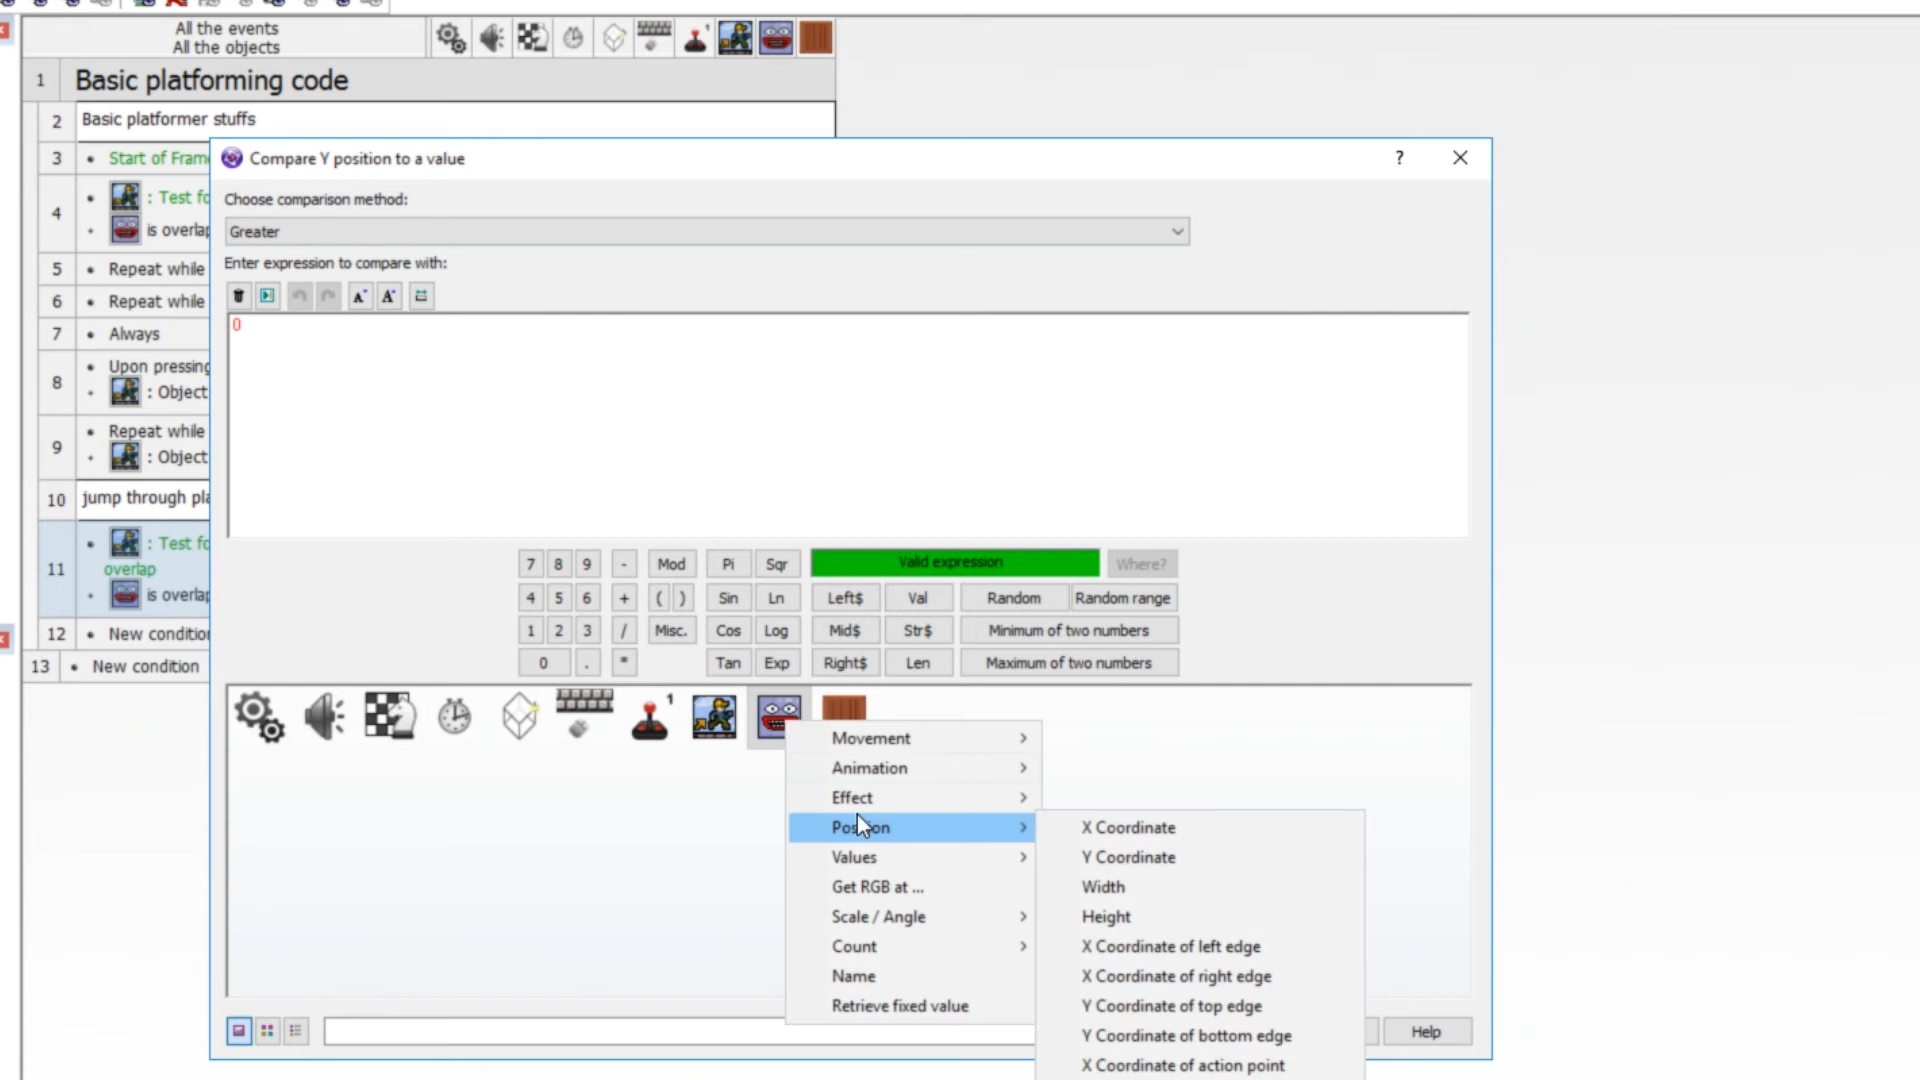 All the events
All the objects
1 Basic platforming code
2 Basic platformer stuffs
3 • Start of Fram
4 • : Test fo
is overlap
5 • Repeat while
6 • Repeat while
7 • Always
8 • Upon pressing
: Object
9 • Repeat while
: Object
10 jump through pla
11 • : Test fo
overlap
is overlap
12 • New condition
13 • New condition
Compare Y position to a value
?
Choose comparison method:
Greater
Enter expression to compare with:
A A
0
7 8 9 - Mod Pi Sqr Valid expression Where?
4 5 6 + ( ) Sin Ln Left$ Val Random Random range
1 2 3 / Misc. Cos Log Mid$ Str$ Minimum of two numbers
0 . * Tan Exp Right$ Len Maximum of two numbers
1
Movement
Animation
Effect
Position
Values
Get RGB at ...
Scale / Angle
Count
Name
Retrieve fixed value
X Coordinate
Y Coordinate
Width
Height
X Coordinate of left edge
X Coordinate of right edge
Y Coordinate of top edge
Y Coordinate of bottom edge
X Coordinate of action point
Help